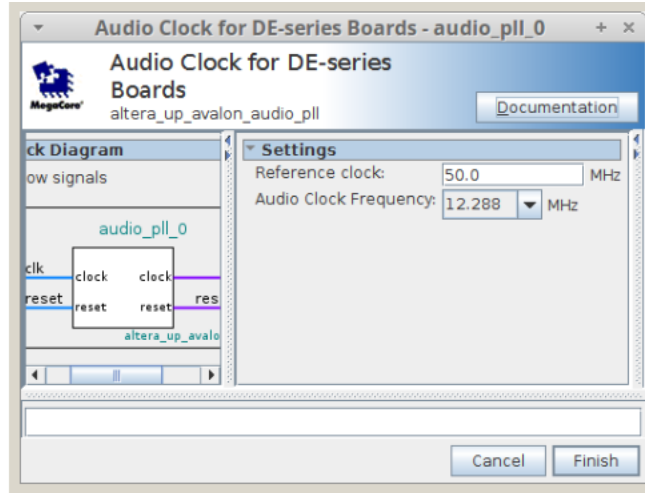 Audio Clock for DE-series Boards - audio_pll_0
MegaCore'
Audio Clock for DE-series
Boards
altera_up_avalon_audio_pll
Documentation
ck Diagram
ow signals
audio_pll_0
clk
clock
clock
reset
reset
reset
res
altera_up_avalo
Settings
Reference clock:
50.0
MHz
Audio Clock Frequency:
12.288
MHz
Cancel
Finish